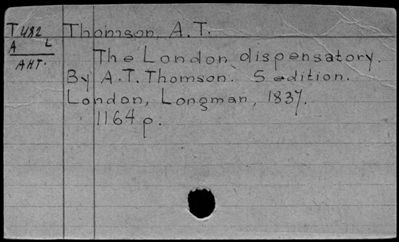 T482 Thomson, A.T.
A L The London dispensatory.
AHT. By A.T. Thomson. 5 edition.
London, Longman, 1837.
1164 p.